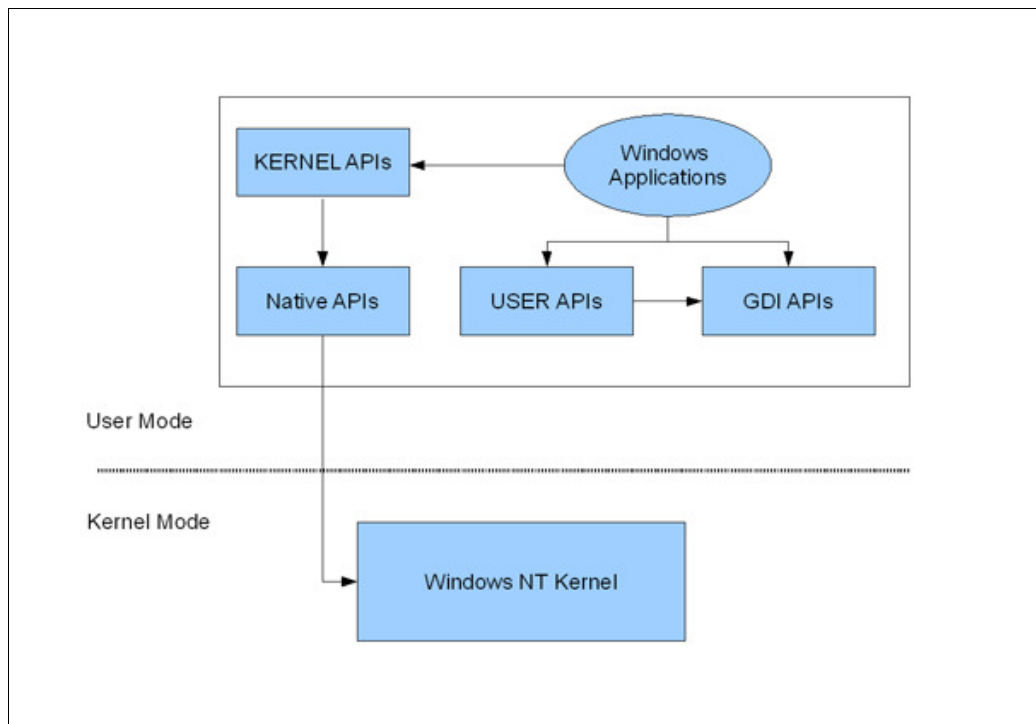 KERNEL APIs
Windows
Applications
Native APIs
USER APIs
GDI APIs
User Mode
Kernel Mode
Windows NT Kernel